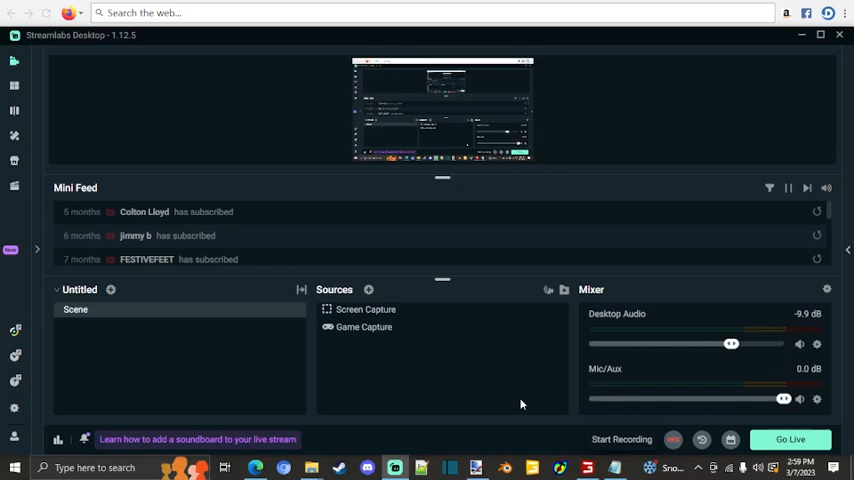 Search the web...
Streamlabs Desktop - 1.12.5
Mini Feed
5 months Colton Lloyd has subscribed
6 months jimmy b has subscribed
7 months FESTIVEFEET has subscribed
Untitled
Sources
Mixer
Scene
Screen Capture
Game Capture
Desktop Audio -9.9 dB
Mic/Aux 0.0 dB
New
Learn how to add a soundboard to your live stream
Start Recording
REC
Go Live
Type here to search
Sno...
2:59 PM
3/7/2023